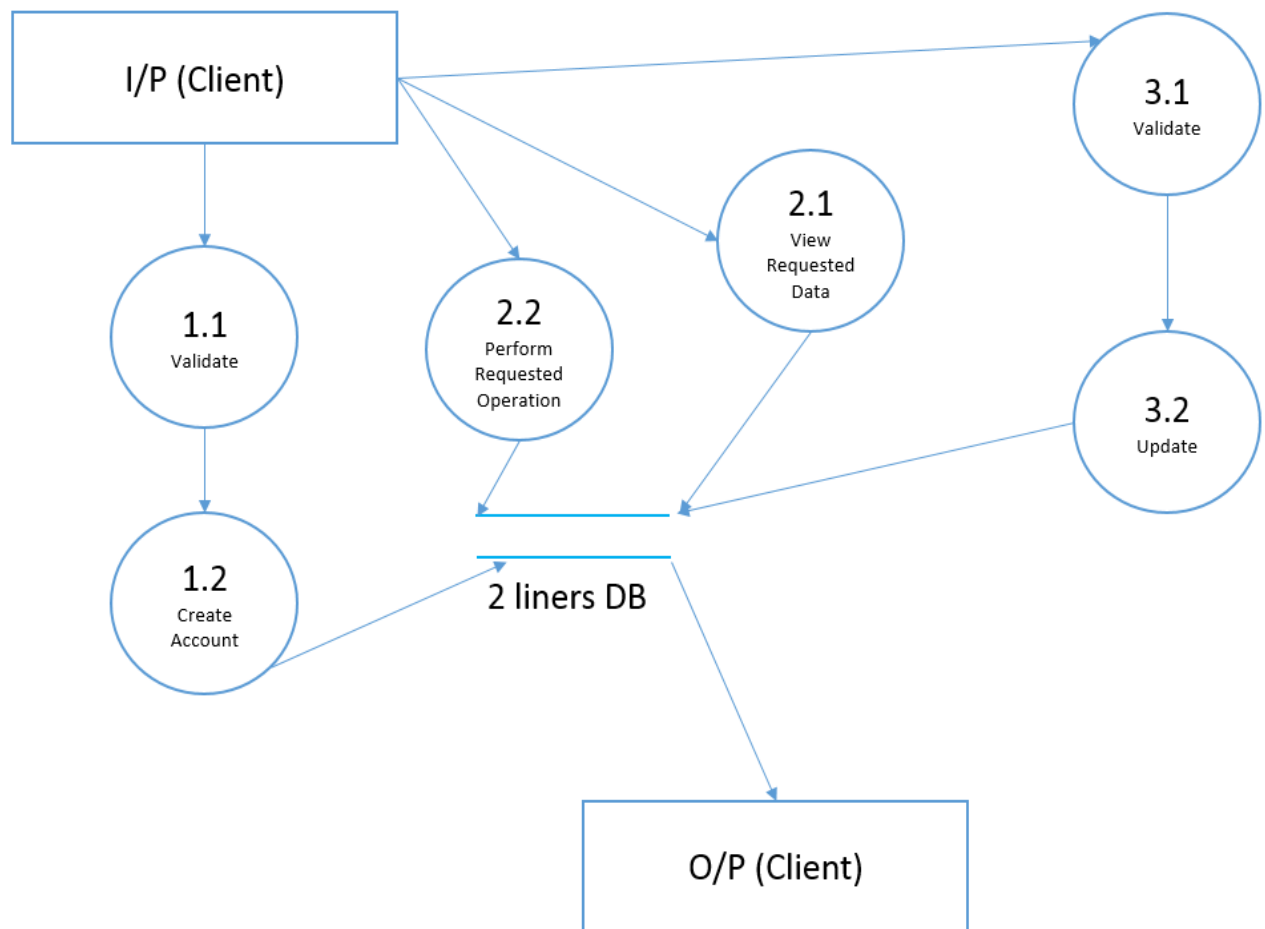 I/P (Client)
3.1
Validate
2.1
View
Requested
Data
2.2
Perform
Requested
Operation
1.1
Validate
3.2
Update
1.2
Create
Account
2 liners DB
O/P (Client)